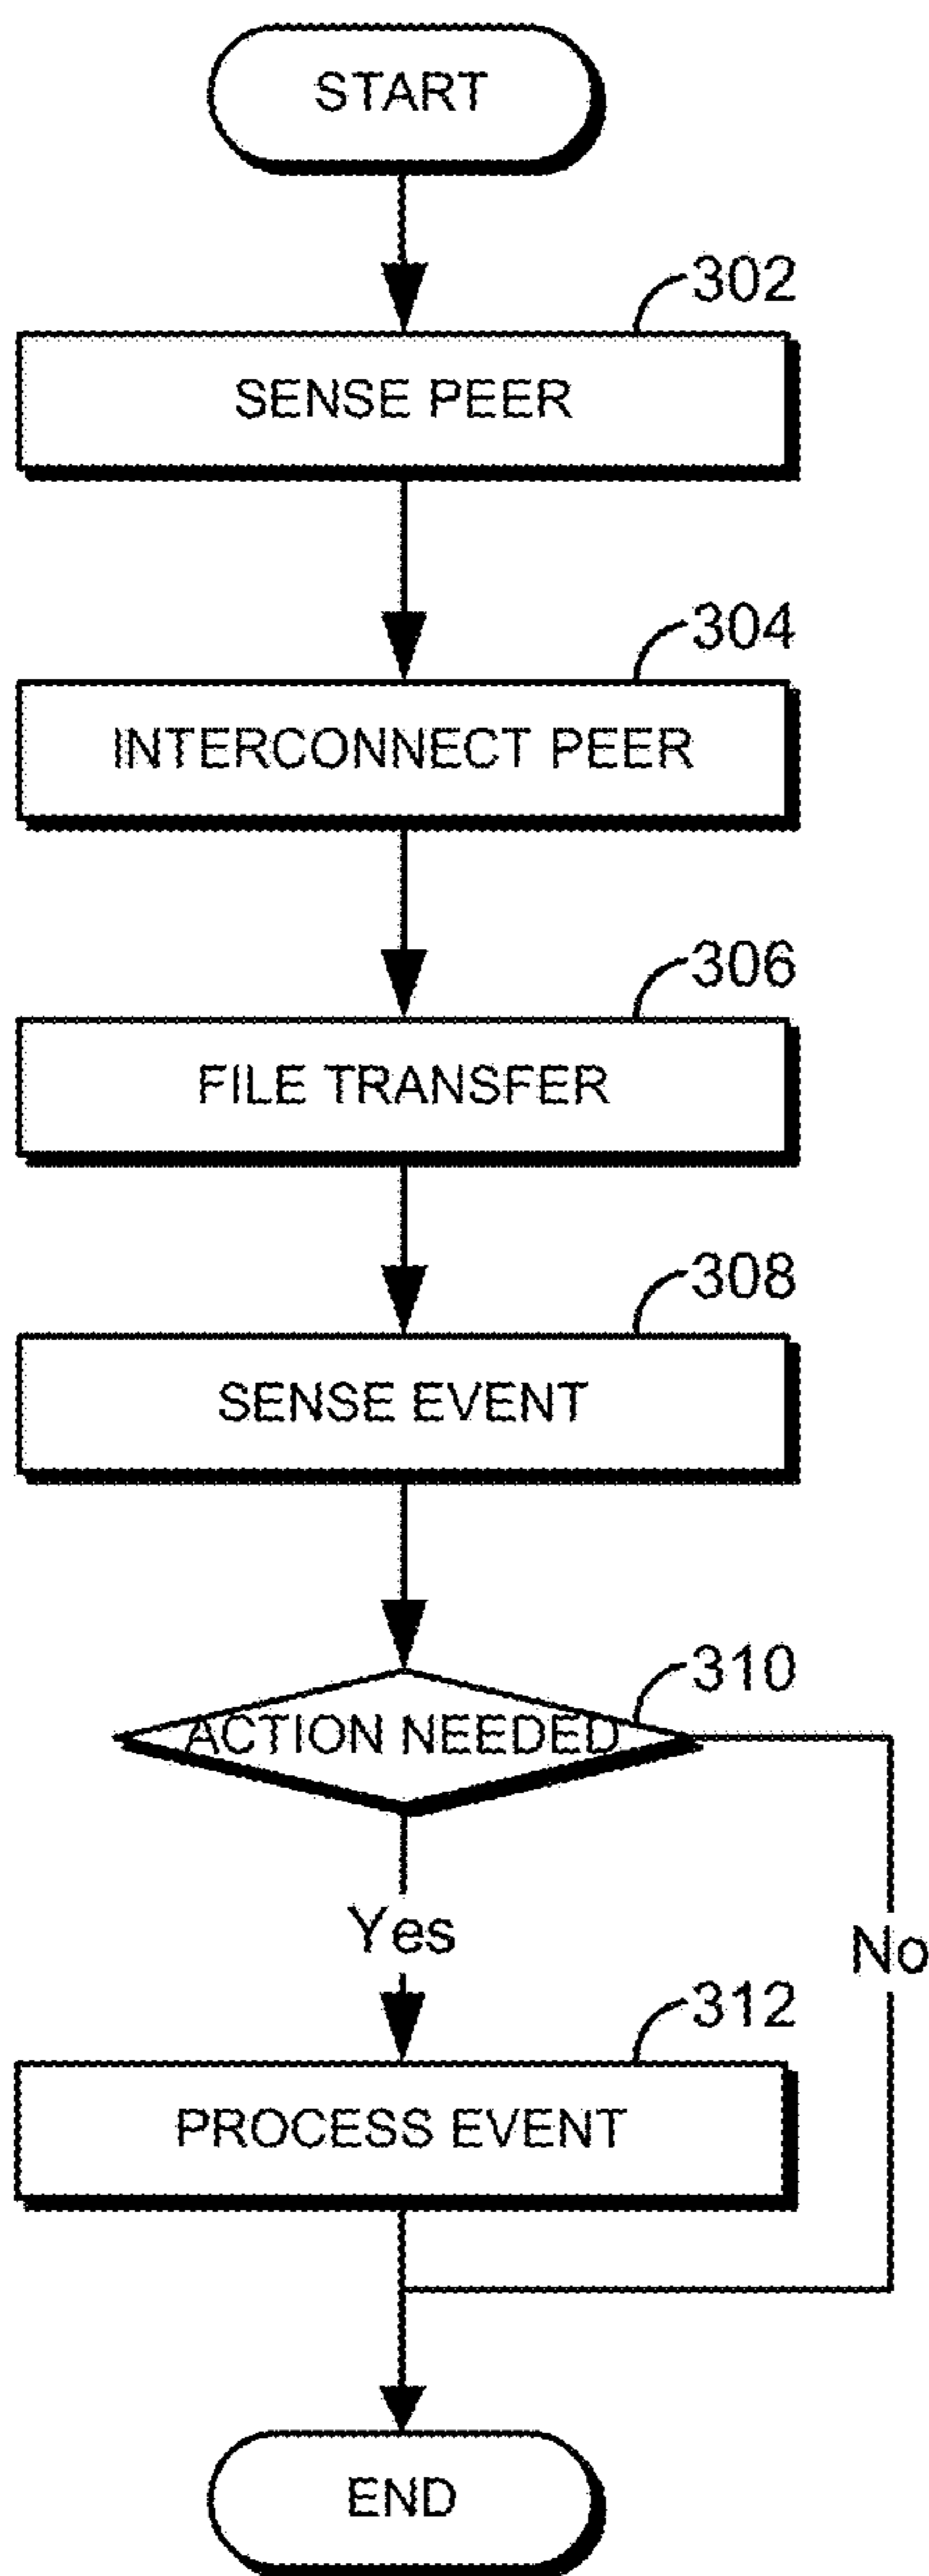 START
302
SENSE PEER
304
INTERCONNECT PEER
306
FILE TRANSFER
308
SENSE EVENT
310
ACTION NEEDED
Yes
No
312
PROCESS EVENT
END